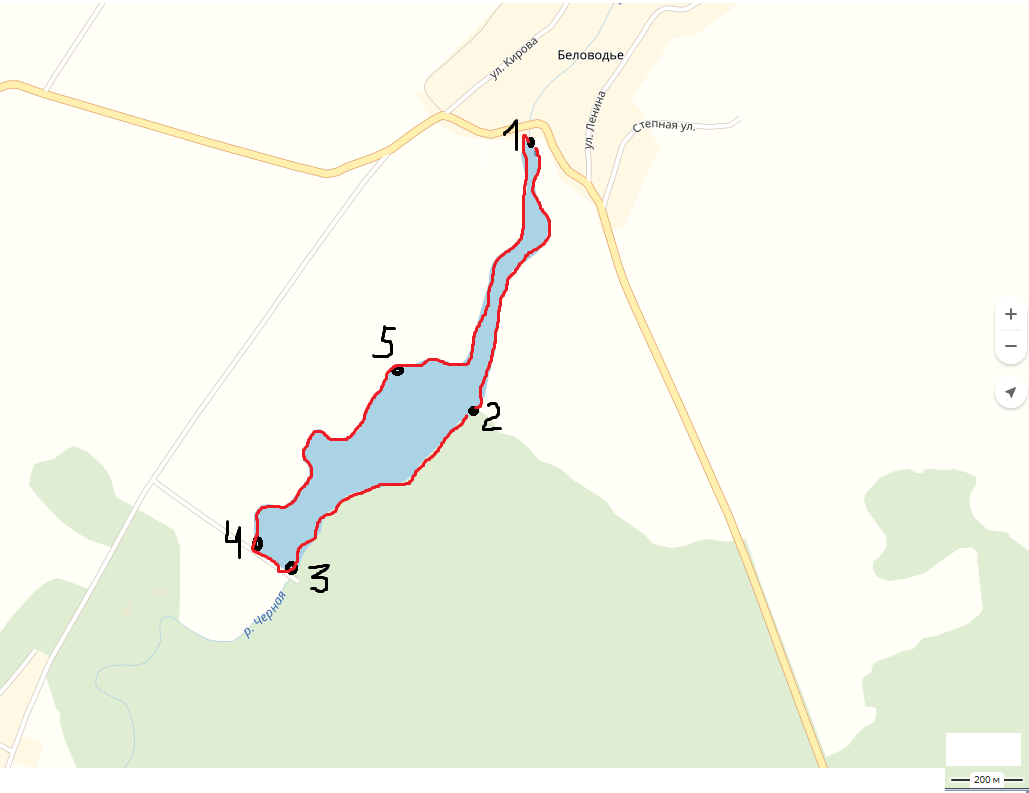 Беловодье
ул. Кирова
ул. Ленина
Степная ул.
1
5
2
4
3
р. Черная
+
−
200 м